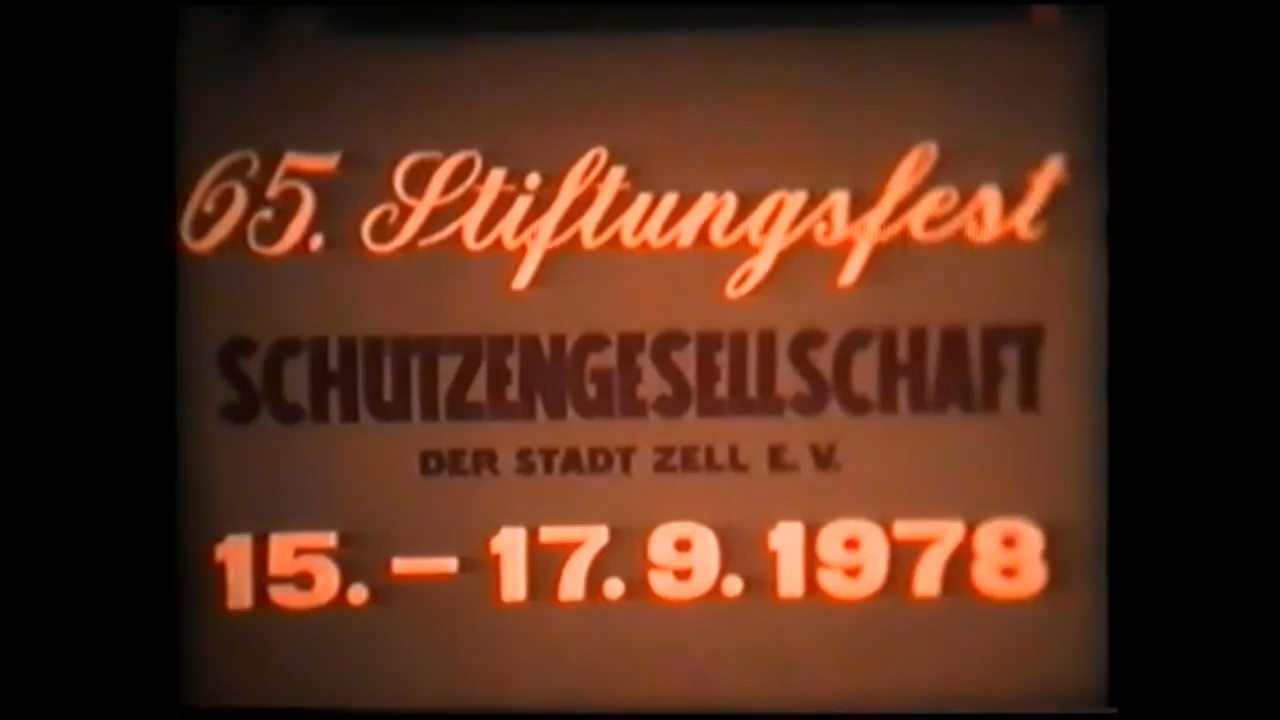 65. Stiftungsfest
SCHUTZENGESELLSCHAFT
DER STADT ZELL E. V.
15. – 17. 9. 1978